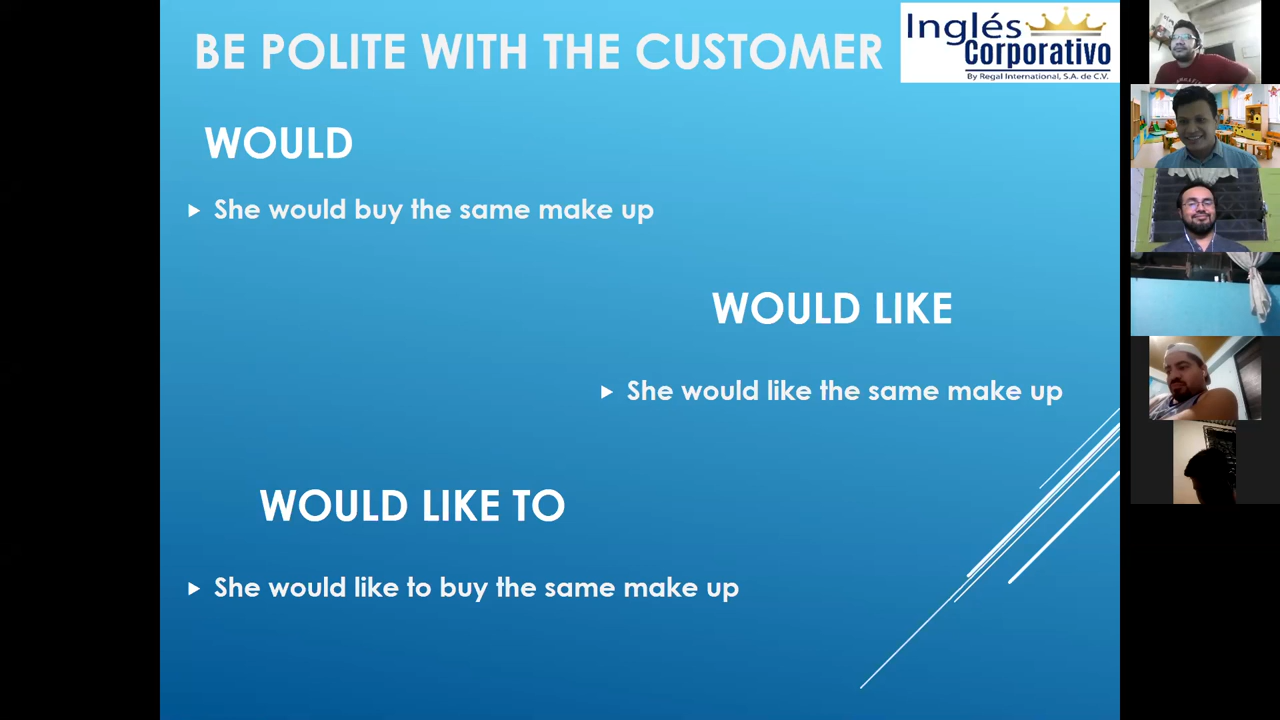 BE POLITE WITH THE CUSTOMER
Inglés
Corporativo
By Regal International, S.A. de C.V.
WOULD
She would buy the same make up
WOULD LIKE
She would like the same make up
WOULD LIKE TO
She would like to buy the same make up